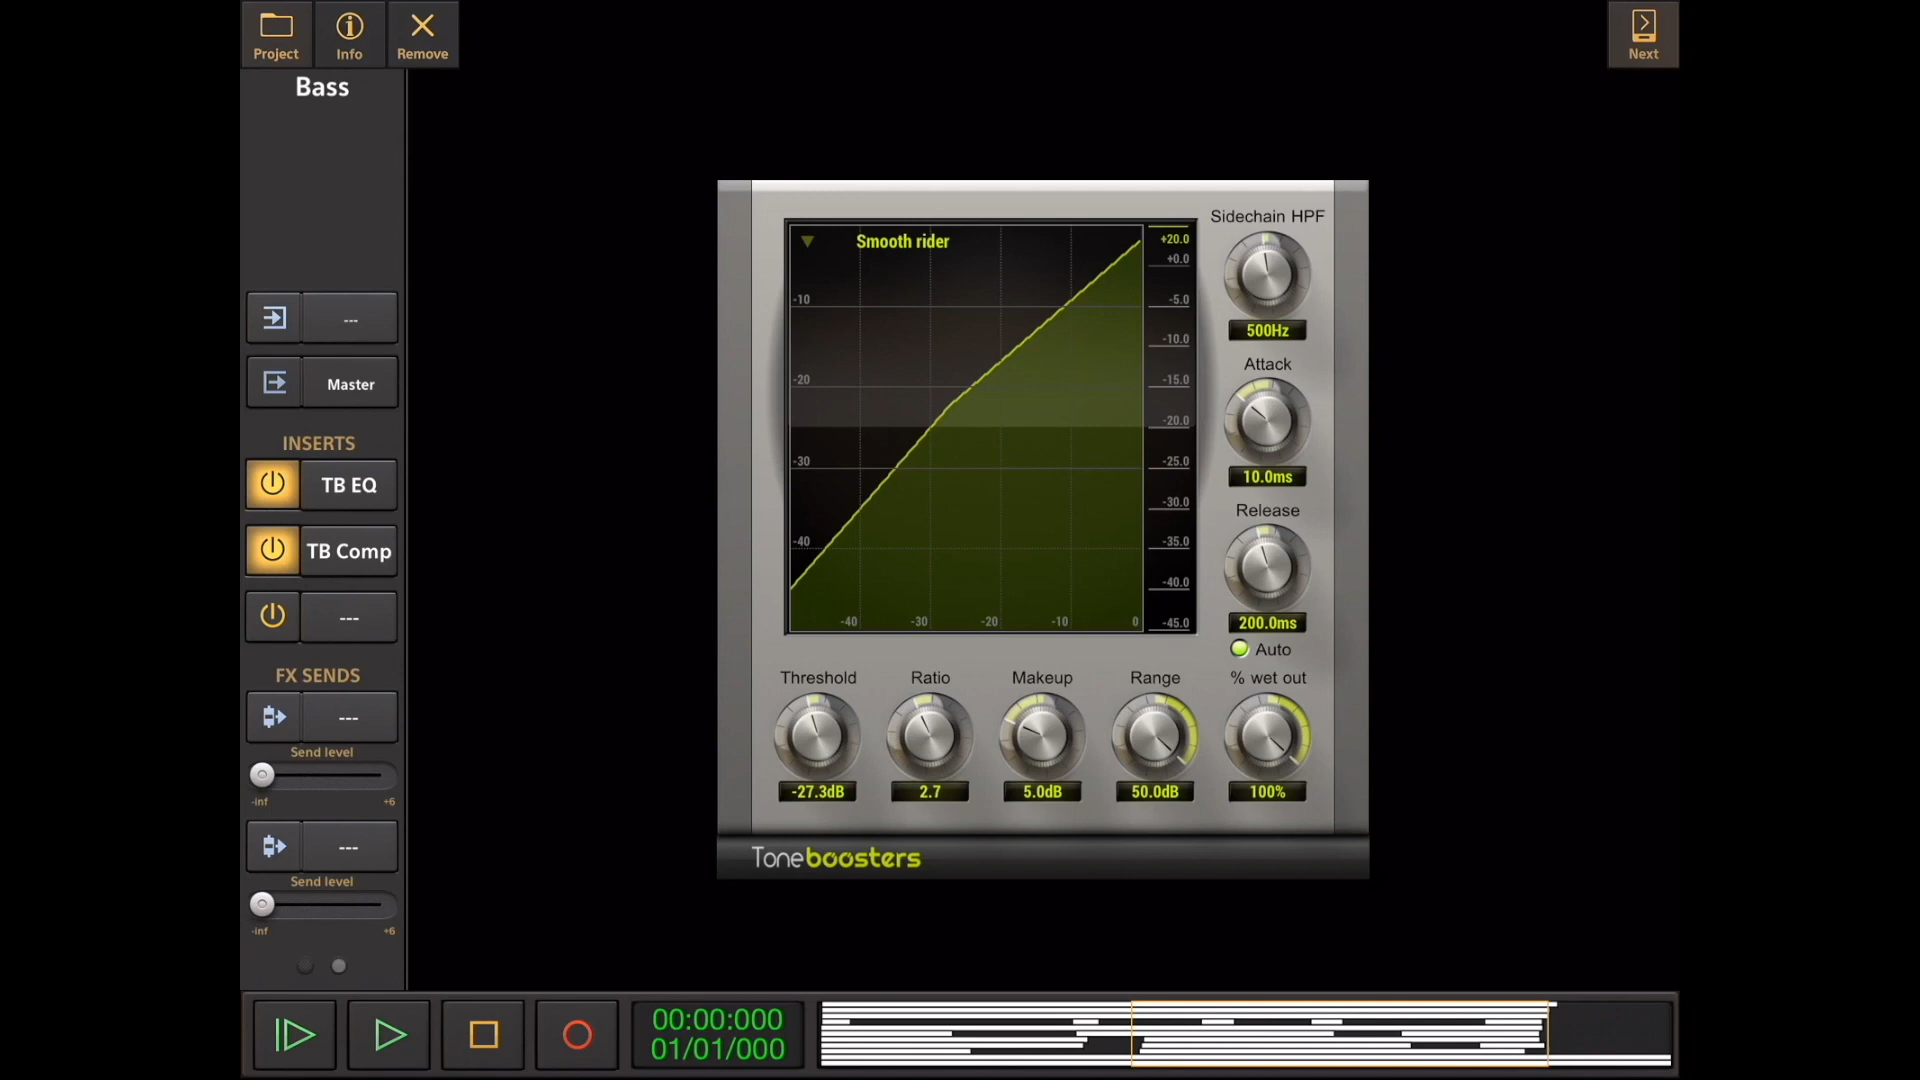 Project
Info
Remove
Next
Bass
---
Master
INSERTS
TB EQ
TB Comp
---
FX SENDS
---
Send level
-inf +6
---
Send level
-inf +6
Smooth rider
-10
-20
-30
-40
-40 -30 -20 -10 0
+20.0
+0.0
-5.0
-10.0
-15.0
-20.0
-25.0
-30.0
-35.0
-40.0
-45.0
Sidechain HPF
500Hz
Attack
10.0ms
Release
200.0ms
Auto
Threshold Ratio Makeup Range % wet out
-27.3dB 2.7 5.0dB 50.0dB 100%
Toneboosters
00:00:000
01/01/000